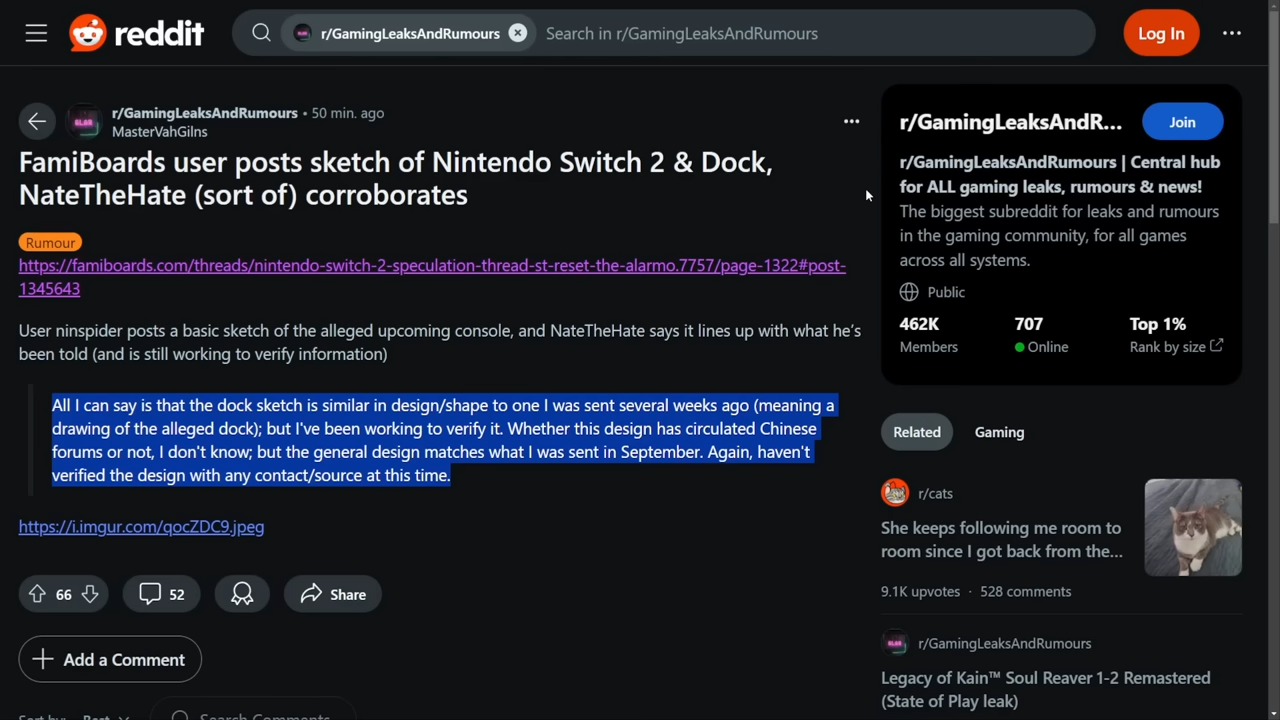 reddit
r/GamingLeaksAndRumours
Search in r/GamingLeaksAndRumours
Log In
r/GamingLeaksAndRumours • 50 min. ago
MasterVahGilns
FamiBoards user posts sketch of Nintendo Switch 2 & Dock,
NateTheHate (sort of) corroborates
Rumour
https://famiboards.com/threads/nintendo-switch-2-speculation-thread-st-reset-the-alarmo.7757/page-1322#post-
1345643
User ninspider posts a basic sketch of the alleged upcoming console, and NateTheHate says it lines up with what he's
been told (and is still working to verify information)
All I can say is that the dock sketch is similar in design/shape to one I was sent several weeks ago (meaning a
drawing of the alleged dock); but I've been working to verify it. Whether this design has circulated Chinese
forums or not, I don't know; but the general design matches what I was sent in September. Again, haven't
verified the design with any contact/source at this time.
https://i.imgur.com/qocZDC9.jpeg
66
52
Share
Add a Comment
Sort by: Best
Search Comments
r/GamingLeaksAndR...
Join
r/GamingLeaksAndRumours | Central hub
for ALL gaming leaks, rumours & news!
The biggest subreddit for leaks and rumours
in the gaming community, for all games
across all systems.
Public
462K 707 Top 1%
Members Online Rank by size
Related Gaming
r/cats
She keeps following me room to
room since I got back from the...
9.1K upvotes · 528 comments
r/GamingLeaksAndRumours
Legacy of Kain™ Soul Reaver 1-2 Remastered
(State of Play leak)